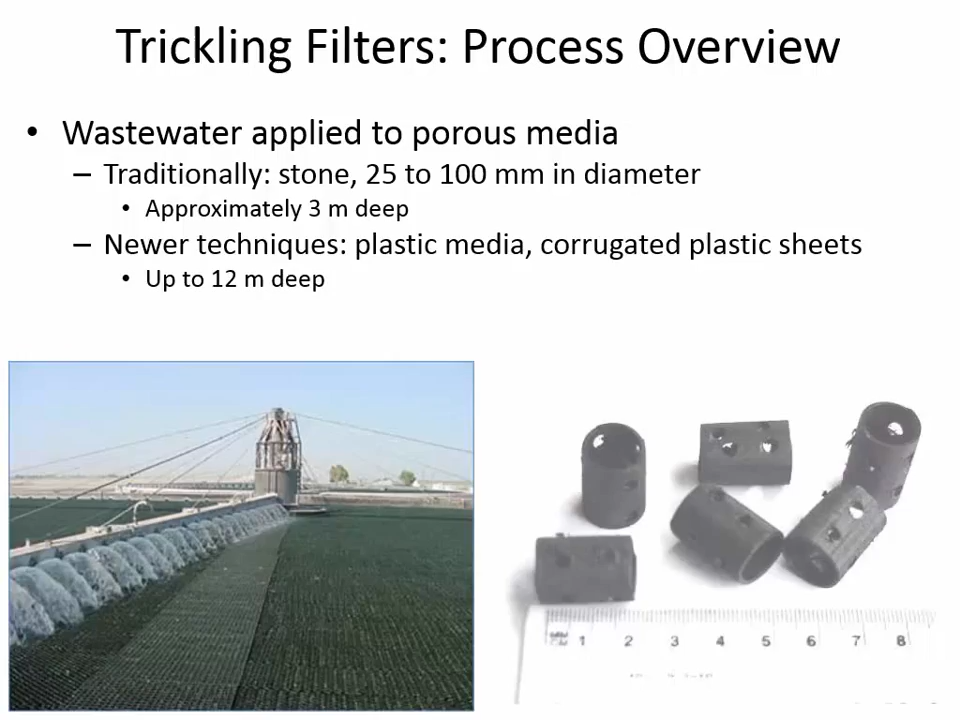 Trickling Filters: Process Overview
• Wastewater applied to porous media
– Traditionally: stone, 25 to 100 mm in diameter
• Approximately 3 m deep
– Newer techniques: plastic media, corrugated plastic sheets
• Up to 12 m deep
1 2 3 4 5 6 7 8